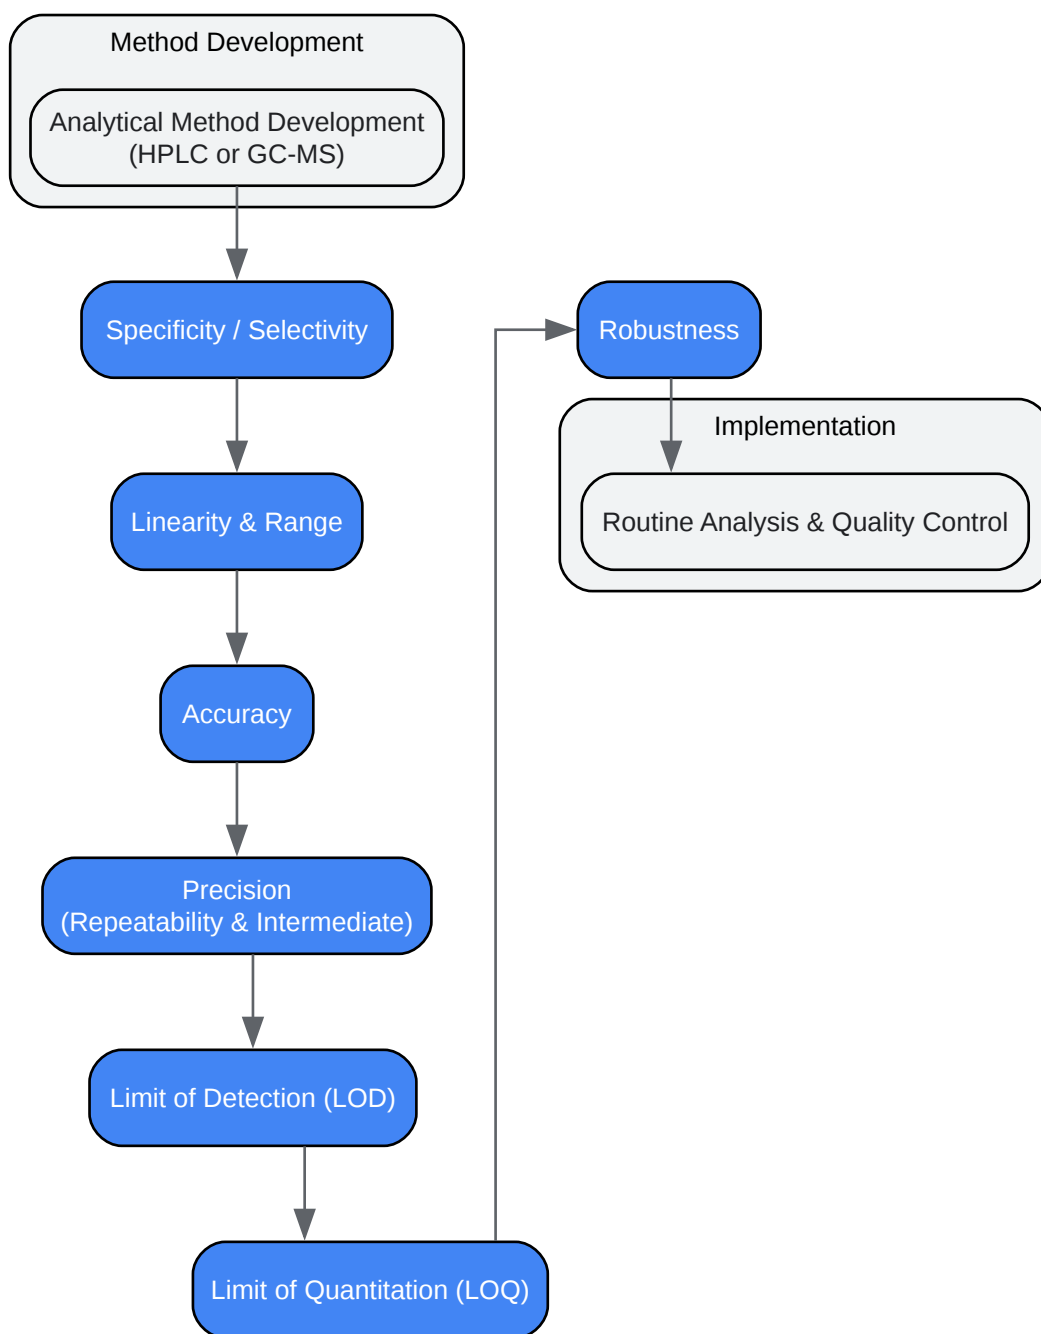 Method Development
Analytical Method Development
(HPLC or GC-MS)
Specificity / Selectivity
Linearity & Range
Accuracy
Precision
(Repeatability & Intermediate)
Limit of Detection (LOD)
Limit of Quantitation (LOQ)
Robustness
Implementation
Routine Analysis & Quality Control